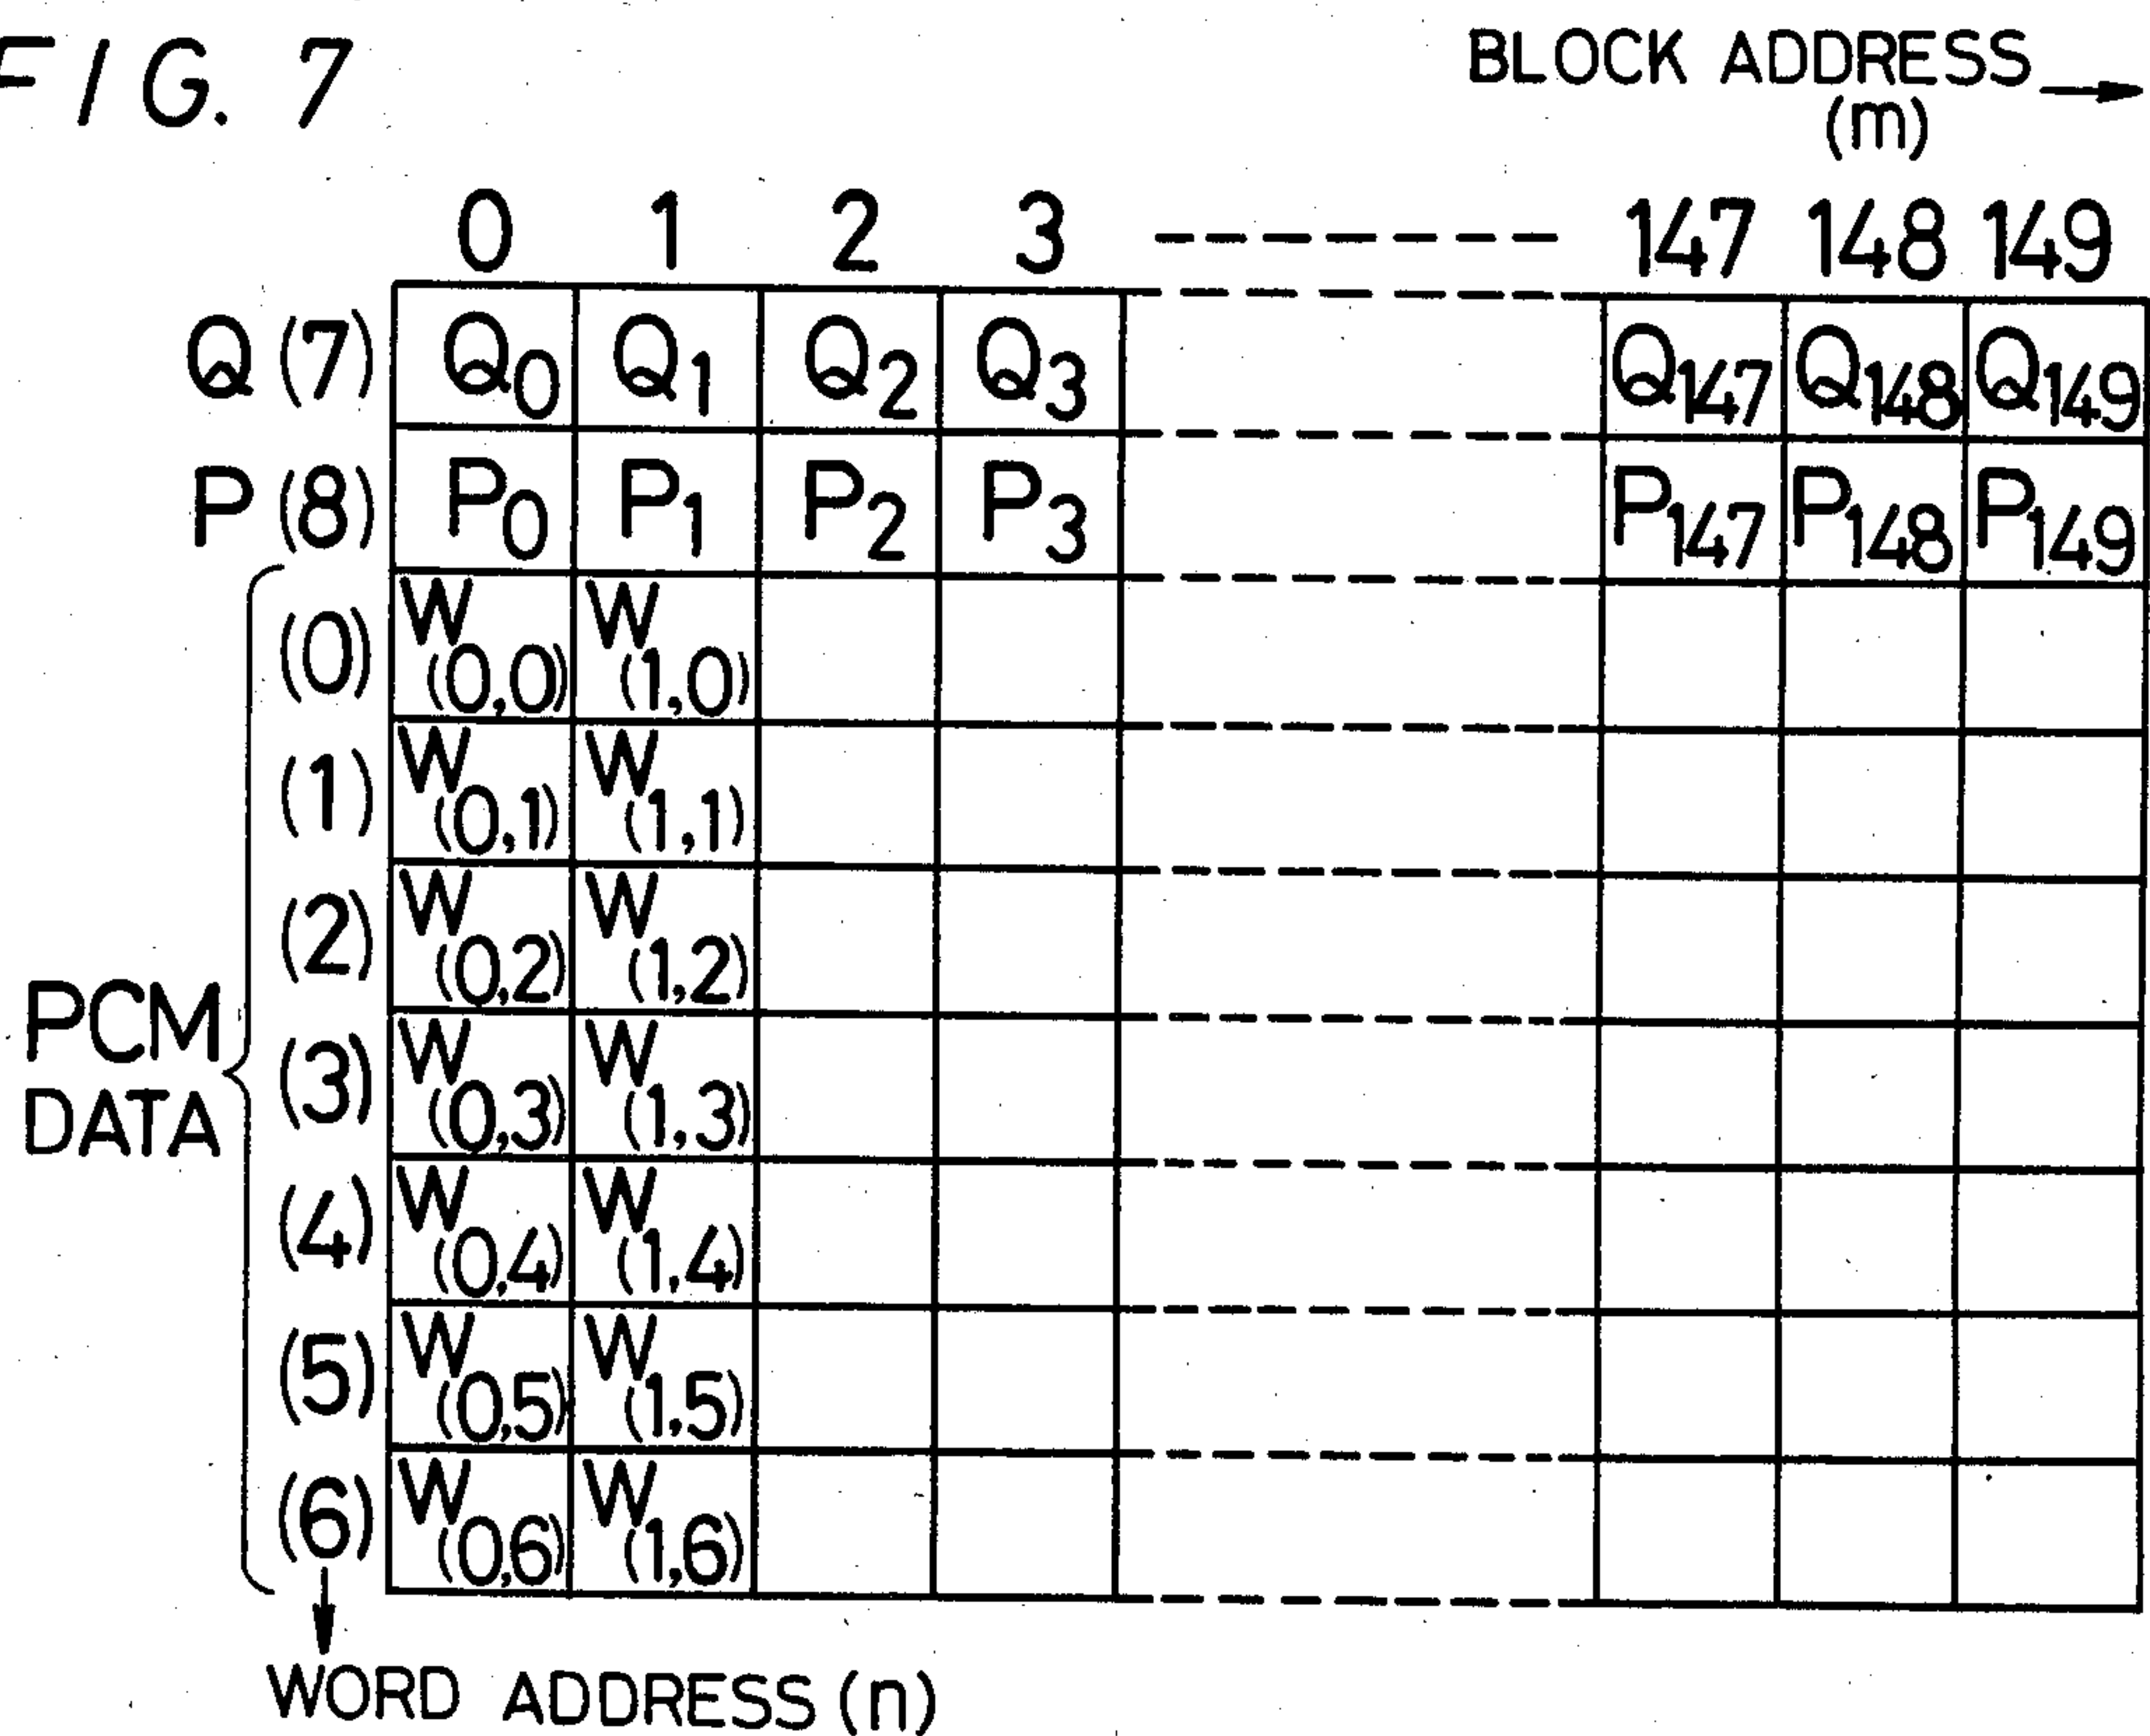 FIG. 7
BLOCK ADDRESS
(m)
0 1 2 3 147 148 149
Q (7) Q0 Q1 Q2 Q3 Q147 Q148 Q149
P (8) P0 P1 P2 P3 P147 P148 P149
(0) W(0,0) W(1,0)
(1) W(0,1) W(1,1)
(2) W(0,2) W(1,2)
PCM
DATA
(3) W(0,3) W(1,3)
(4) W(0,4) W(1,4)
(5) W(0,5) W(1,5)
(6) W(0,6) W(1,6)
WORD ADDRESS (n)